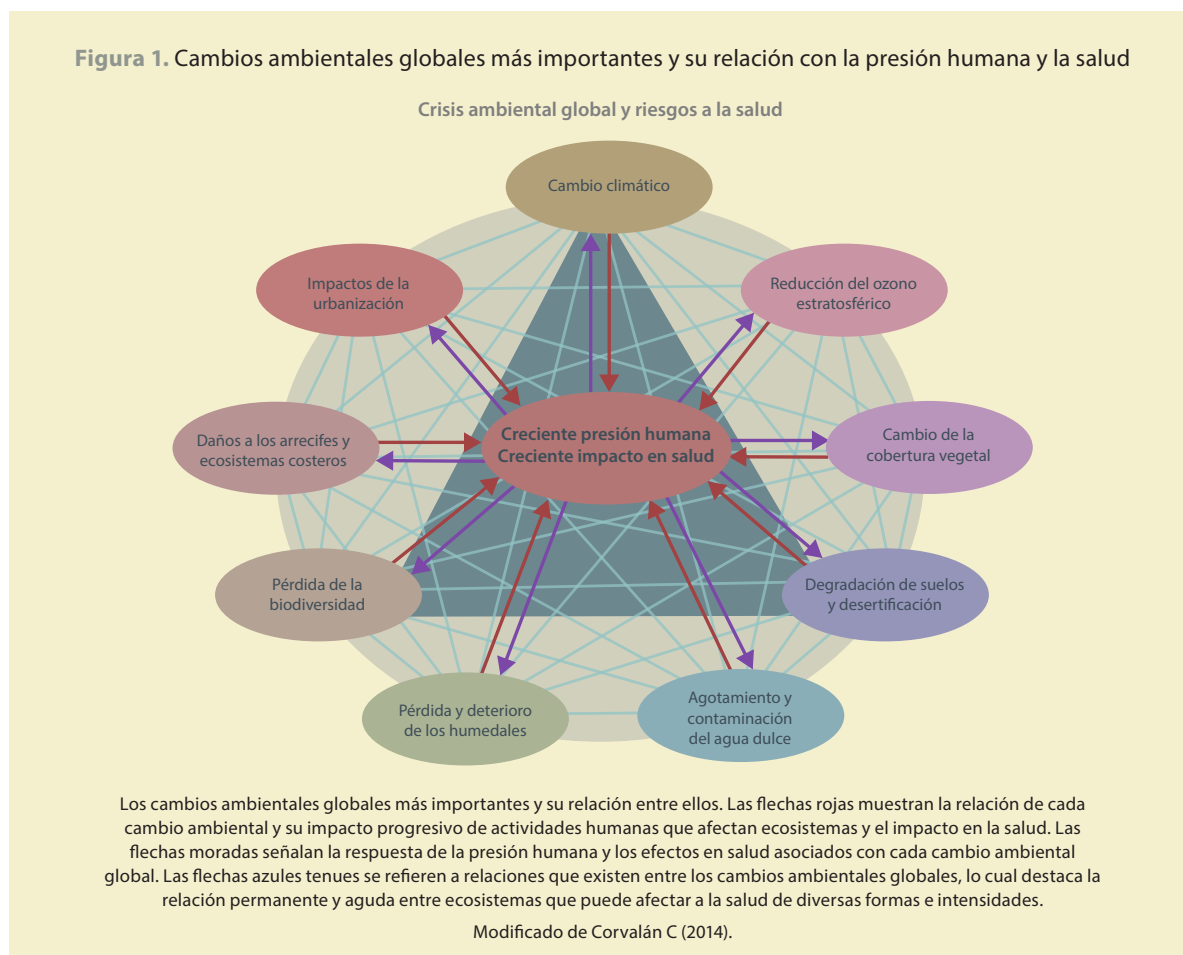 Figura 1. Cambios ambientales globales más importantes y su relación con la presión humana y la salud
Crisis ambiental global y riesgos a la salud
Cambio climático
Impactos de la
urbanización
Reducción del ozono
estratosférico
Daños a los arrecifes y
ecosistemas costeros
Creciente presión humana
Creciente impacto en salud
Cambio de la
cobertura vegetal
Pérdida de la
biodiversidad
Degradación de suelos
y desertificación
Pérdida y deterioro
de los humedales
Agotamiento y
contaminación
del agua dulce
Los cambios ambientales globales más importantes y su relación entre ellos. Las flechas rojas muestran la relación de cada
cambio ambiental y su impacto progresivo de actividades humanas que afectan ecosistemas y el impacto en la salud. Las
flechas moradas señalan la respuesta de la presión humana y los efectos en salud asociados con cada cambio ambiental
global. Las flechas azules tenues se refieren a relaciones que existen entre los cambios ambientales globales, lo cual destaca la
relación permanente y aguda entre ecosistemas que puede afectar a la salud de diversas formas e intensidades.
Modificado de Corvalán C (2014).